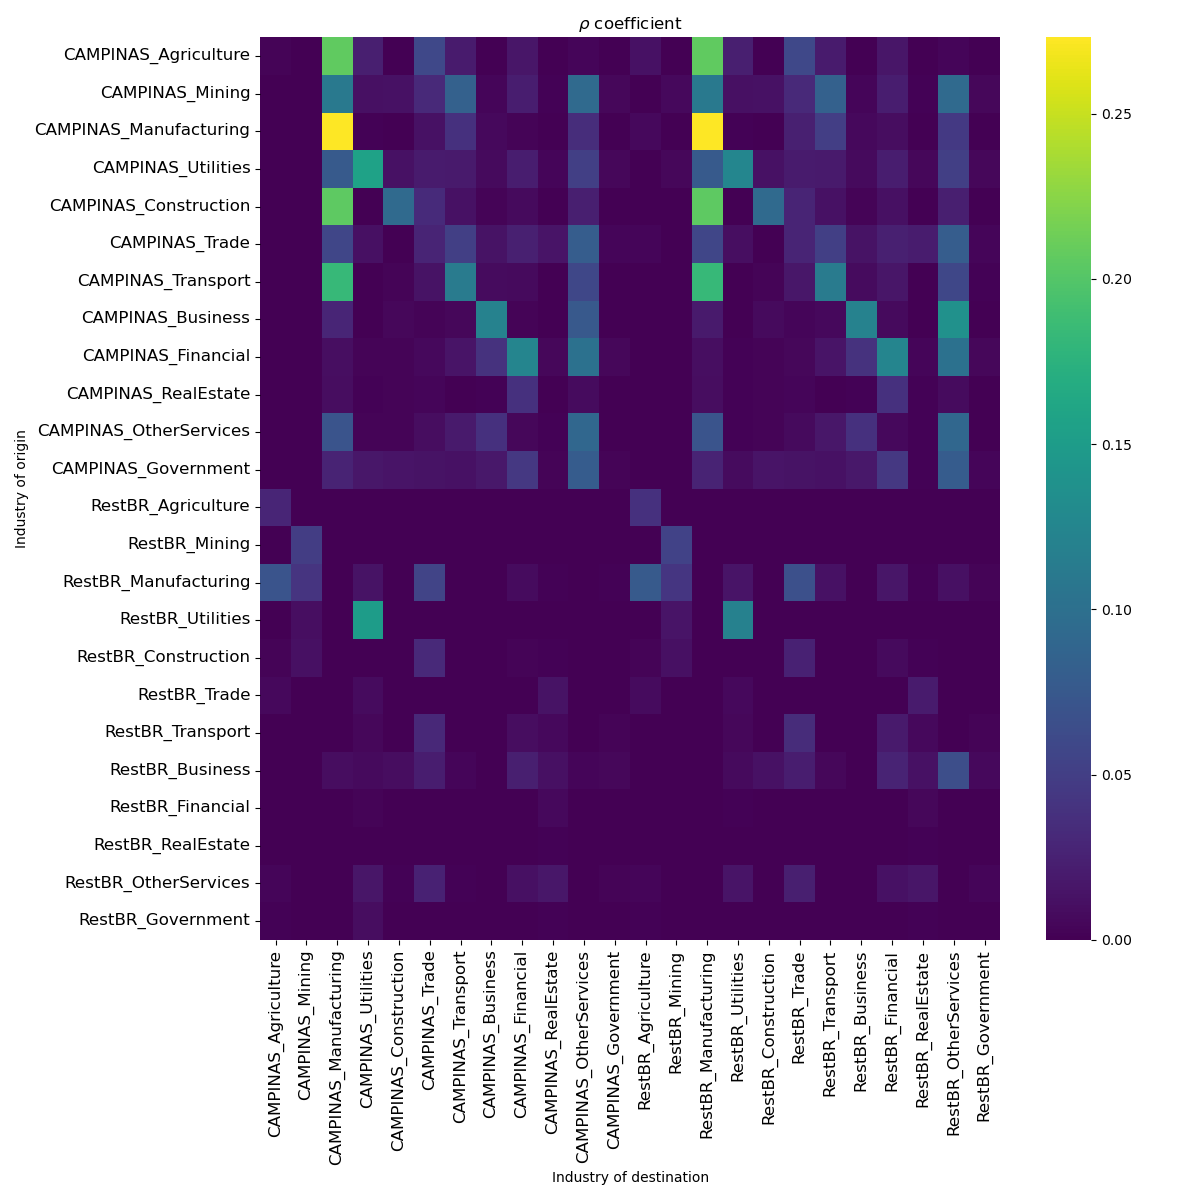 ρ coefficient
Industry of origin
CAMPINAS_Agriculture
CAMPINAS_Mining
CAMPINAS_Manufacturing
CAMPINAS_Utilities
CAMPINAS_Construction
CAMPINAS_Trade
CAMPINAS_Transport
CAMPINAS_Business
CAMPINAS_Financial
CAMPINAS_RealEstate
CAMPINAS_OtherServices
CAMPINAS_Government
RestBR_Agriculture
RestBR_Mining
RestBR_Manufacturing
RestBR_Utilities
RestBR_Construction
RestBR_Trade
RestBR_Transport
RestBR_Business
RestBR_Financial
RestBR_RealEstate
RestBR_OtherServices
RestBR_Government
CAMPINAS_Agriculture
CAMPINAS_Mining
CAMPINAS_Manufacturing
CAMPINAS_Utilities
CAMPINAS_Construction
CAMPINAS_Trade
CAMPINAS_Transport
CAMPINAS_Business
CAMPINAS_Financial
CAMPINAS_RealEstate
CAMPINAS_OtherServices
CAMPINAS_Government
RestBR_Agriculture
RestBR_Mining
RestBR_Manufacturing
RestBR_Utilities
RestBR_Construction
RestBR_Trade
RestBR_Transport
RestBR_Business
RestBR_Financial
RestBR_RealEstate
RestBR_OtherServices
RestBR_Government
Industry of destination
0.25
0.20
0.15
0.10
0.05
0.00